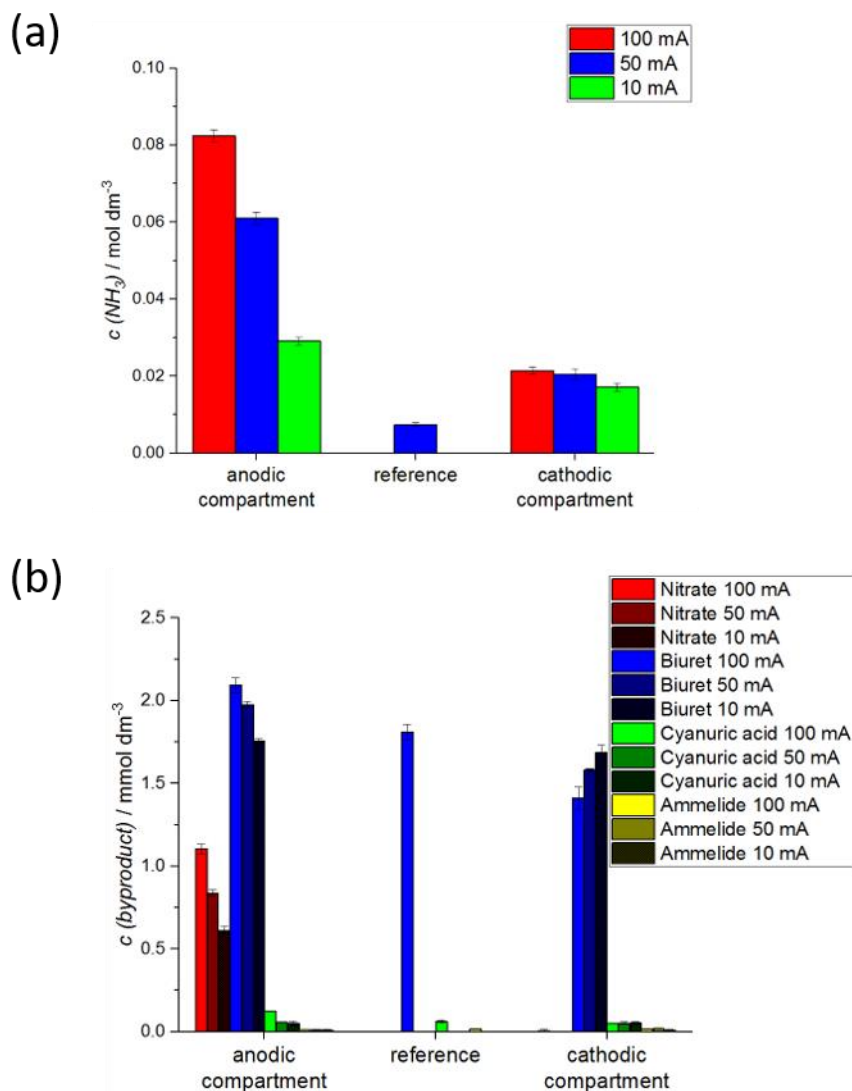 (a)
100 mA
50 mA
10 mA
0.10
0.08
0.06
0.04
0.02
0.00
c (NH₃) / mol dm⁻³
anodic
compartment
reference
cathodic
compartment
(b)
Nitrate 100 mA
Nitrate 50 mA
Nitrate 10 mA
Biuret 100 mA
Biuret 50 mA
Biuret 10 mA
Cyanuric acid 100 mA
Cyanuric acid 50 mA
Cyanuric acid 10 mA
Ammelide 100 mA
Ammelide 50 mA
Ammelide 10 mA
2.5
2.0
1.5
1.0
0.5
0.0
c (byproduct) / mmol dm⁻³
anodic
compartment
reference
cathodic
compartment